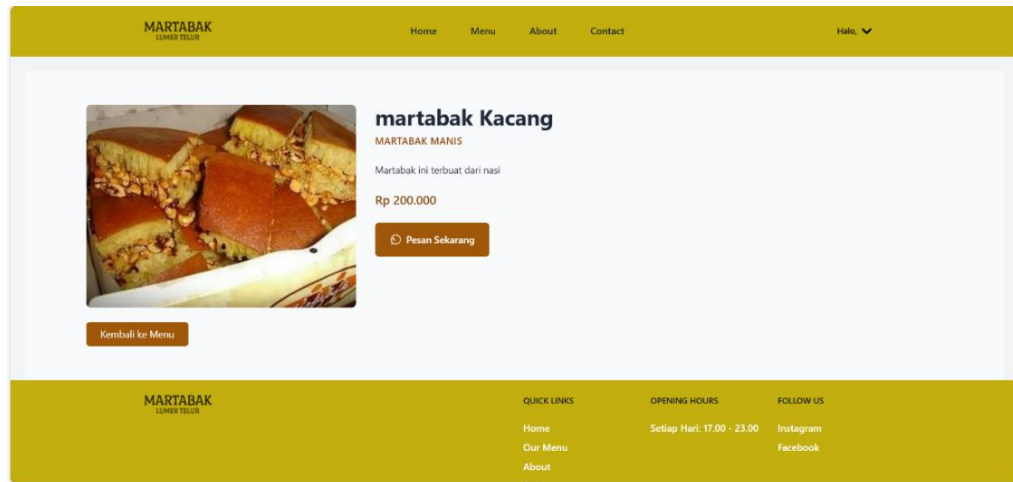 MARTABAK
LUMER TELUR
Home Menu About Contact
Halo,
martabak Kacang
MARTABAK MANIS
Martabak ini terbuat dari nasi
Rp 200.000
Pesan Sekarang
Kembali ke Menu
MARTABAK
LUMER TELUR
QUICK LINKS
Home
Our Menu
About
OPENING HOURS
Setiap Hari: 17.00 - 23.00
FOLLOW US
Instagram
Facebook